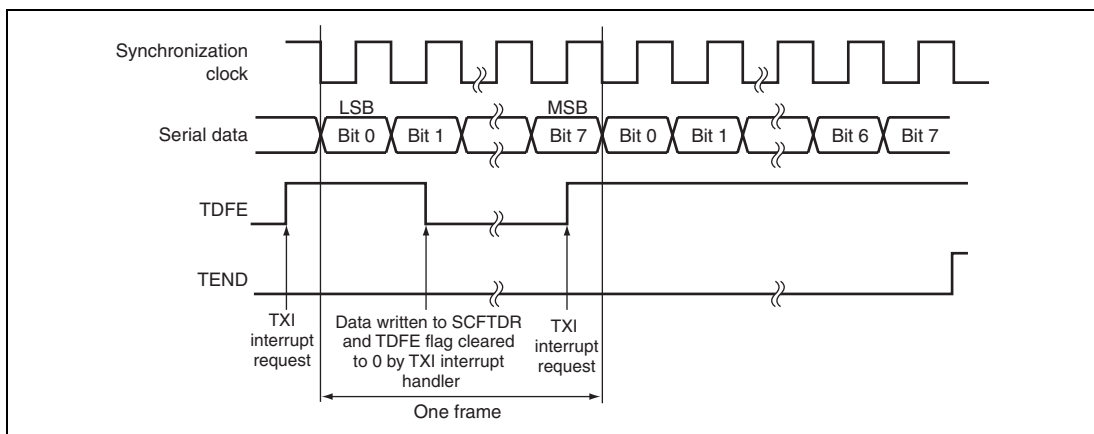 Synchronization
clock
LSB
MSB
Serial data
Bit 0
Bit 1
Bit 7
Bit 0
Bit 1
Bit 6
Bit 7
TDFE
TEND
TXI
interrupt
request
Data written to SCFTDR
and TDFE flag cleared
to 0 by TXI interrupt
handler
TXI
interrupt
request
One frame